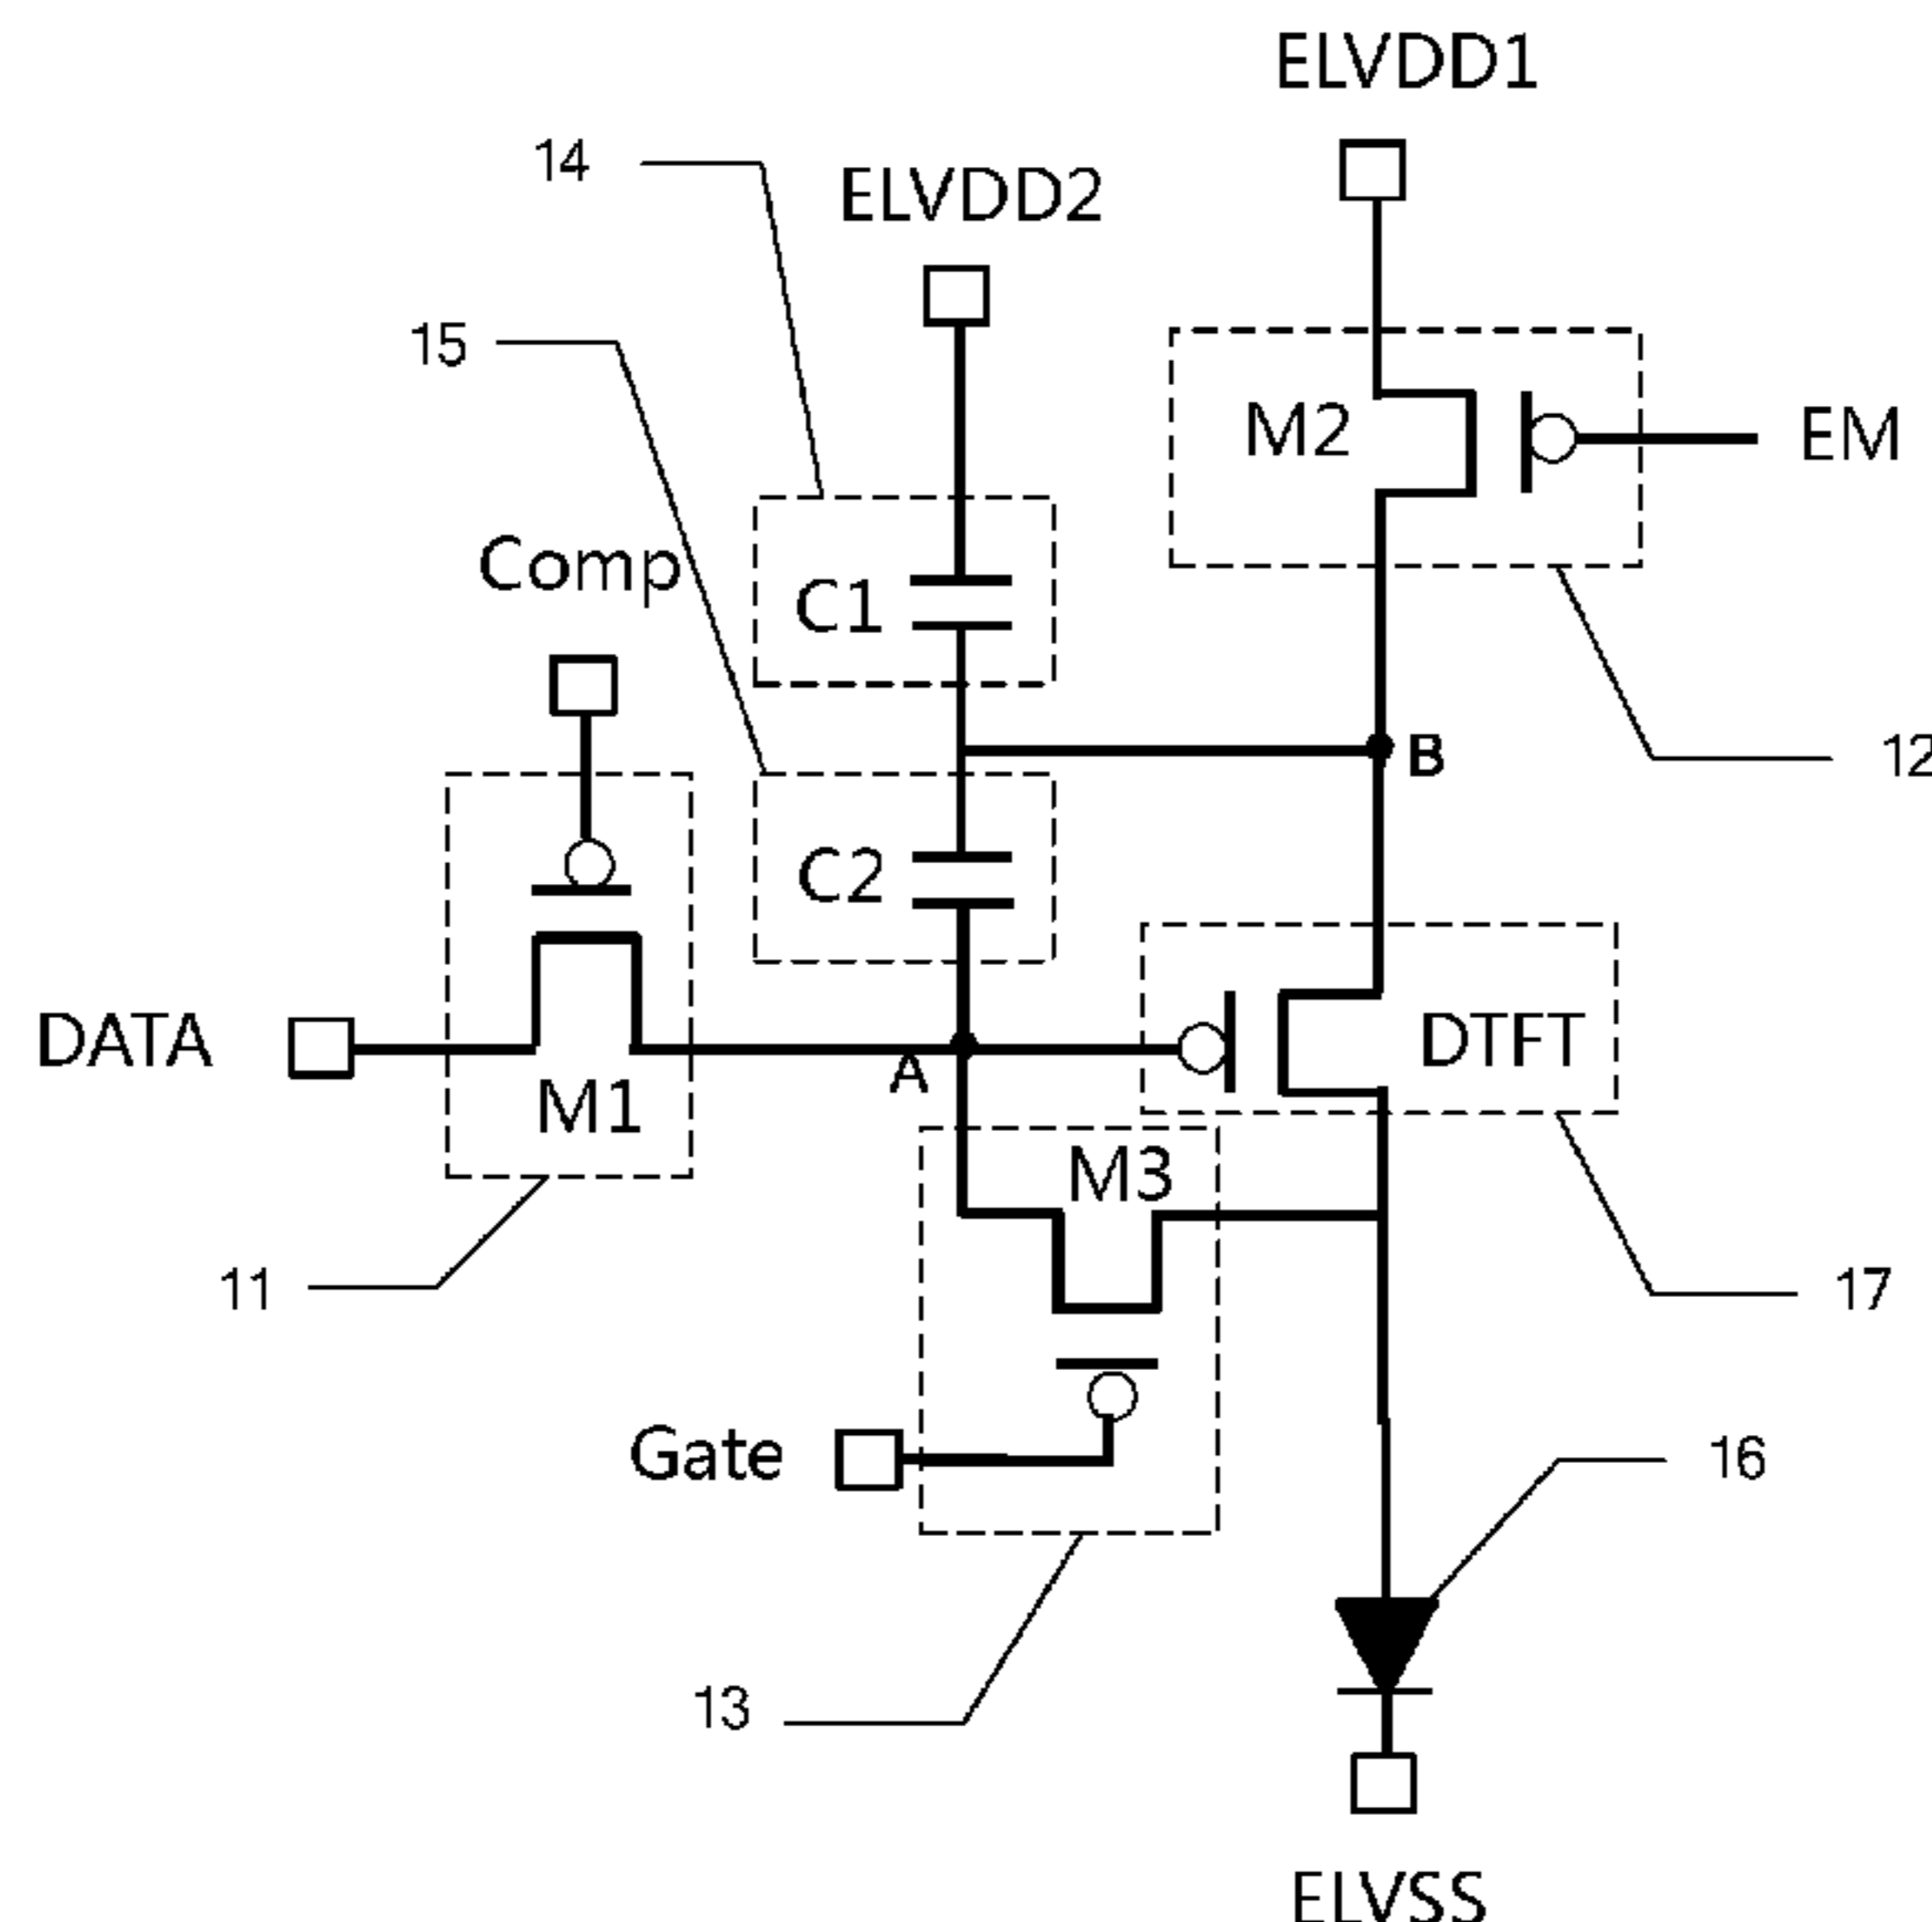 ELVDD1
14
ELVDD2
15
M2
EM
Comp
C1
B
12
C2
DATA
A
DTFT
M1
M3
11
17
Gate
16
13
ELVSS